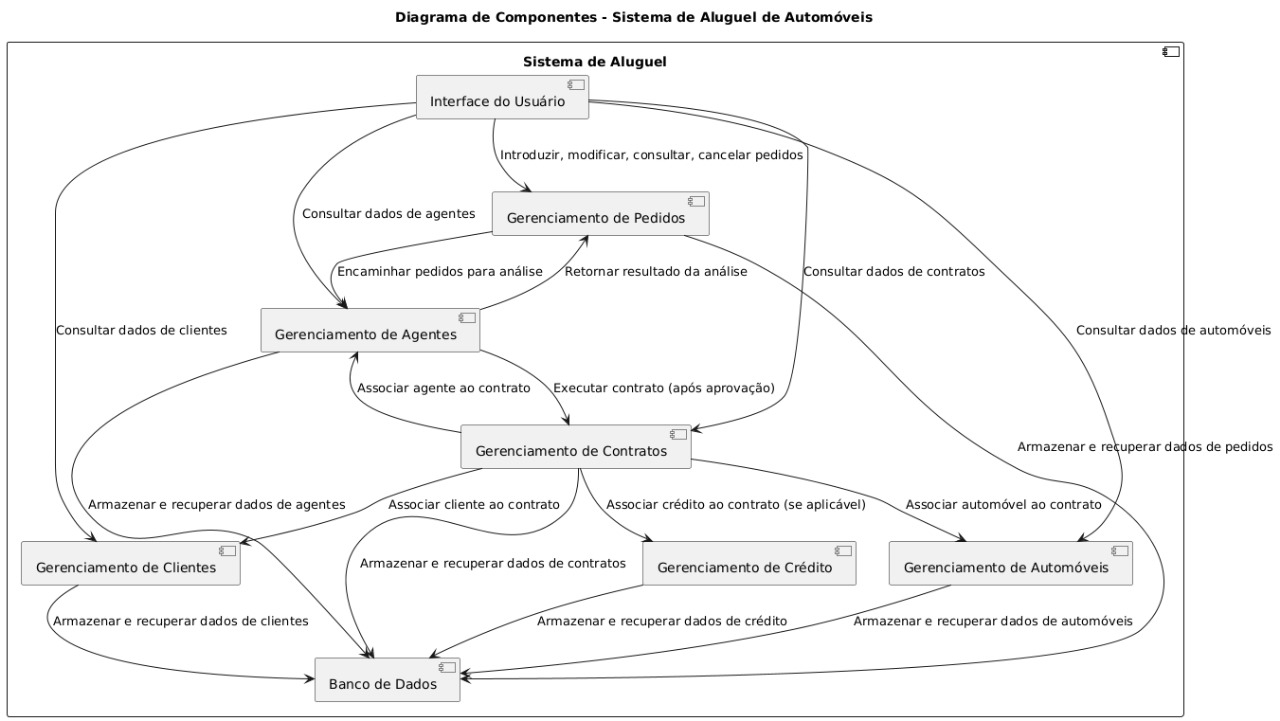 Diagrama de Componentes - Sistema de Aluguel de Automóveis
Sistema de Aluguel
Interface do Usuário
Introduzir, modificar, consultar, cancelar pedidos
Consultar dados de agentes
Gerenciamento de Pedidos
Encaminhar pedidos para análise
Retornar resultado da análise
Consultar dados de contratos
Consultar dados de clientes
Gerenciamento de Agentes
Consultar dados de automóveis
Associar agente ao contrato
Executar contrato (após aprovação)
Gerenciamento de Contratos
Armazenar e recuperar dados de pedidos
Armazenar e recuperar dados de agentes
Associar cliente ao contrato
Associar crédito ao contrato (se aplicável)
Associar automóvel ao contrato
Gerenciamento de Clientes
Armazenar e recuperar dados de contratos
Gerenciamento de Crédito
Gerenciamento de Automóveis
Armazenar e recuperar dados de clientes
Armazenar e recuperar dados de crédito
Armazenar e recuperar dados de automóveis
Banco de Dados